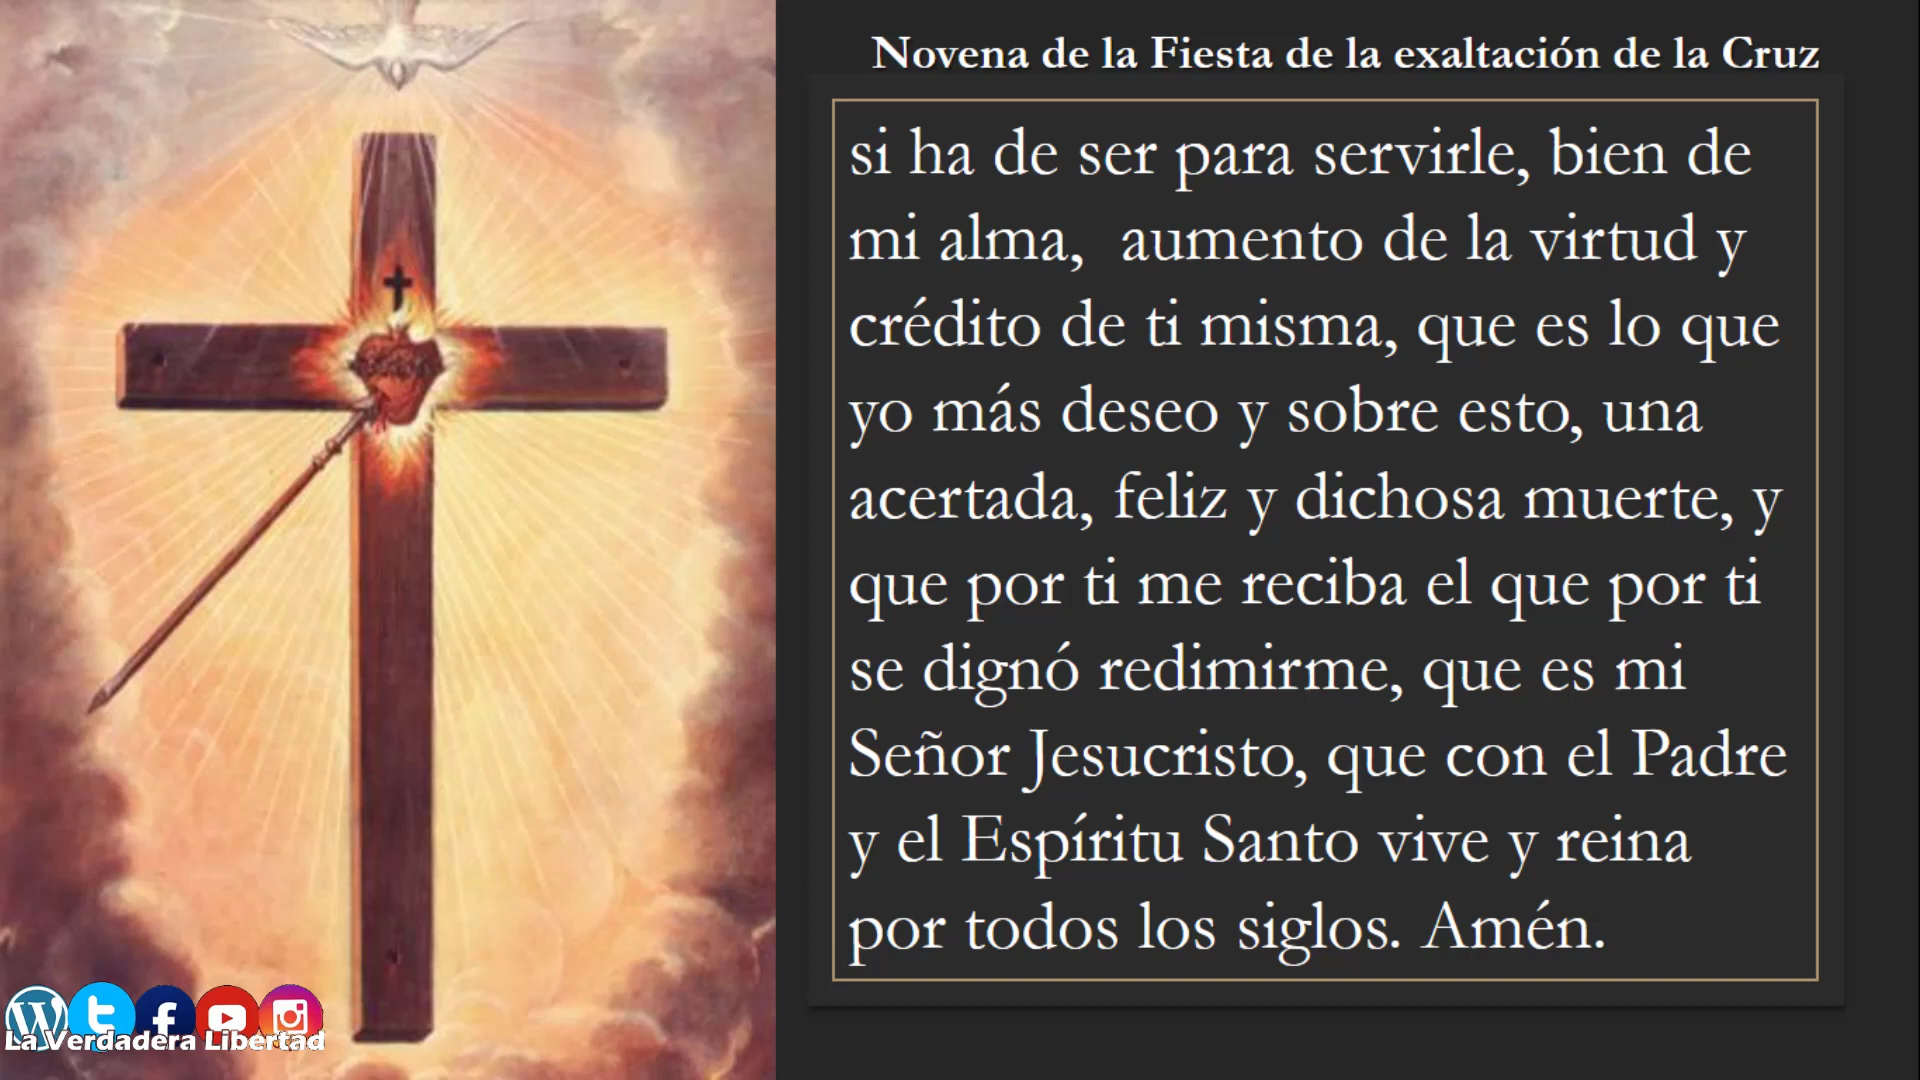 Novena de la Fiesta de la exaltación de la Cruz
si ha de ser para servirle, bien de
mi alma,  aumento de la virtud y
crédito de ti misma, que es lo que
yo más deseo y sobre esto, una
acertada, feliz y dichosa muerte, y
que por ti me reciba el que por ti
se dignó redimirme, que es mi
Señor Jesucristo, que con el Padre
y el Espíritu Santo vive y reina
por todos los siglos. Amén.
La Verdadera Libertad